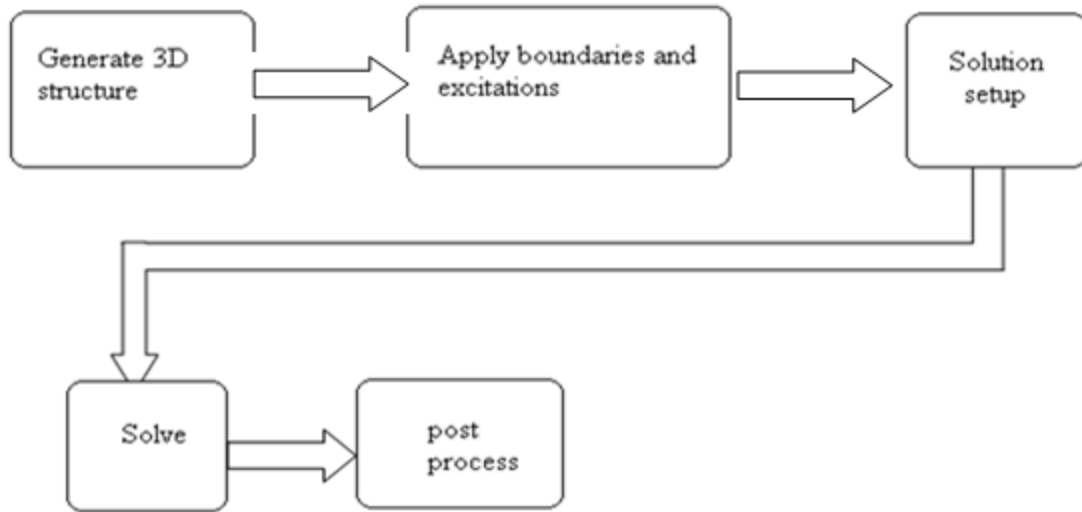 Generate 3D
structure
Apply boundaries and
excitations
Solution
setup
Solve
post
process